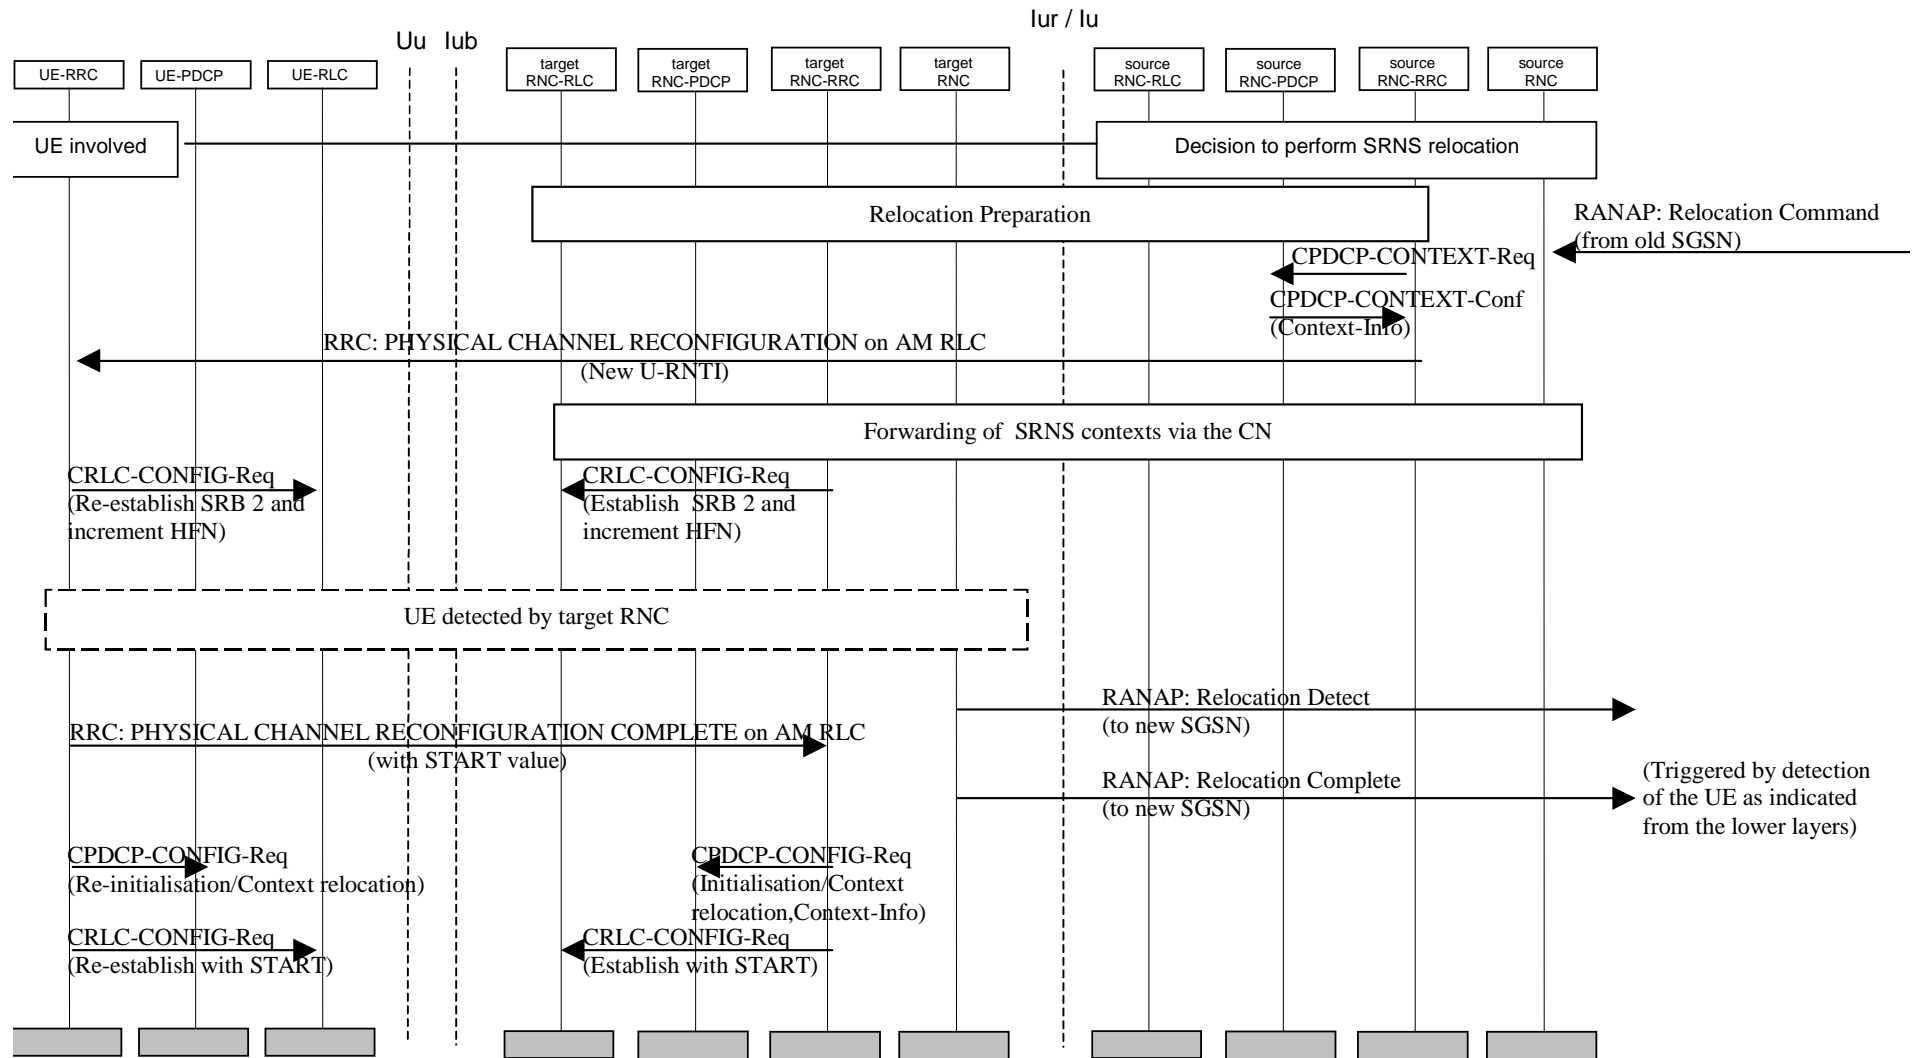 Iur / Iu
Uu Iub
UE-RRC
UE-PDCP
UE-RLC
target
RNC-RLC
target
RNC-PDCP
target
RNC-RRC
target
RNC
source
RNC-RLC
source
RNC-PDCP
source
RNC-RRC
source
RNC
UE involved
Decision to perform SRNS relocation
Relocation Preparation
RANAP: Relocation Command
(from old SGSN)
CPDCP-CONTEXT-Req
CPDCP-CONTEXT-Conf
(Context-Info)
RRC: PHYSICAL CHANNEL RECONFIGURATION on AM RLC
(New U-RNTI)
Forwarding of SRNS contexts via the CN
CRLC-CONFIG-Req
(Re-establish SRB 2 and
increment HFN)
CRLC-CONFIG-Req
(Establish SRB 2 and
increment HFN)
UE detected by target RNC
RANAP: Relocation Detect
(to new SGSN)
RRC: PHYSICAL CHANNEL RECONFIGURATION COMPLETE on AM RLC
(with START value)
RANAP: Relocation Complete
(to new SGSN)
(Triggered by detection
of the UE as indicated
from the lower layers)
CPDCP-CONFIG-Req
(Re-initialisation/Context relocation)
CPDCP-CONFIG-Req
(Initialisation/Context
relocation,Context-Info)
CRLC-CONFIG-Req
(Re-establish with START)
CRLC-CONFIG-Req
(Establish with START)